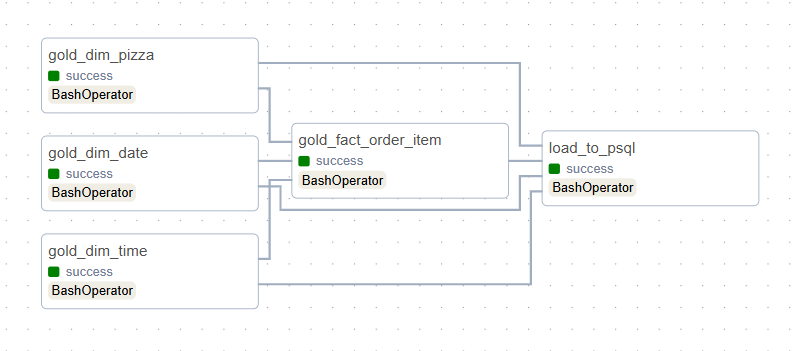 gold_dim_pizza
success
BashOperator
gold_dim_date
success
BashOperator
gold_dim_time
success
BashOperator
gold_fact_order_item
success
BashOperator
load_to_psql
success
BashOperator